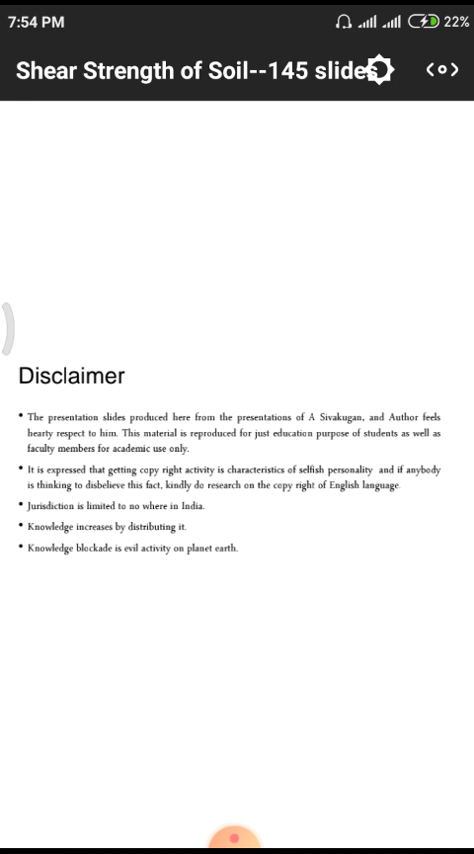 7:54 PM 22%
Shear Strength of Soil--145 slides
Disclaimer
• The presentation slides produced here from the presentations of A Sivakugan, and Author feels
hearty respect to him. This material is reproduced for just education purpose of students as well as
faculty members for academic use only.
• It is expressed that getting copy right activity is characteristics of selfish personality and if anybody
is thinking to disbelieve this fact, kindly do research on the copy right of English language.
• Jurisdiction is limited to no where in India.
• Knowledge increases by distributing it.
• Knowledge blockade is evil activity on planet earth.